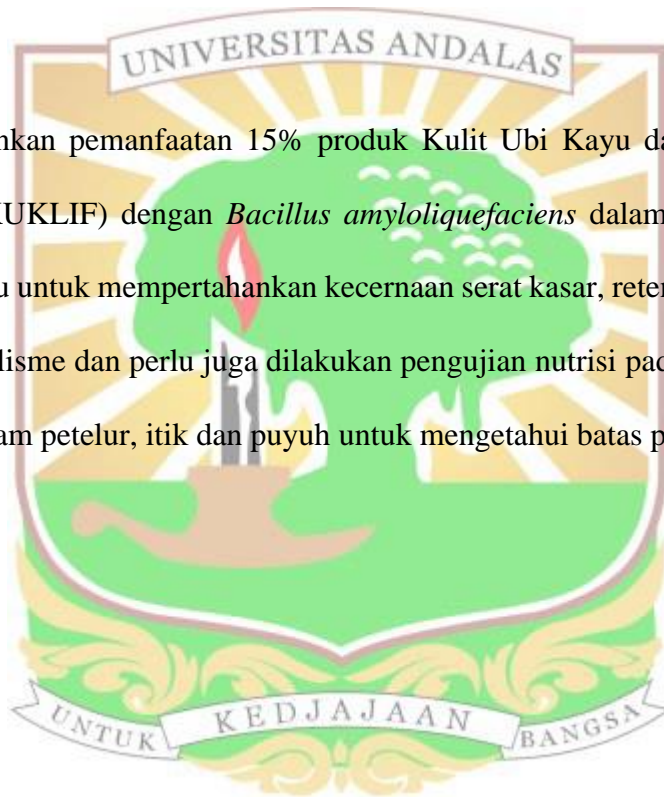 UNIVERSITAS ANDALAS
nkan pemanfaatan 15% produk Kulit Ubi Kayu da
KUKLIF) dengan Bacillus amyloliquefaciens dalam
u untuk mempertahankan kecernaan serat kasar, reten
lisme dan perlu juga dilakukan pengujian nutrisi pad
am petelur, itik dan puyuh untuk mengetahui batas p
UNTUK KEDJAJAAN BANGSA